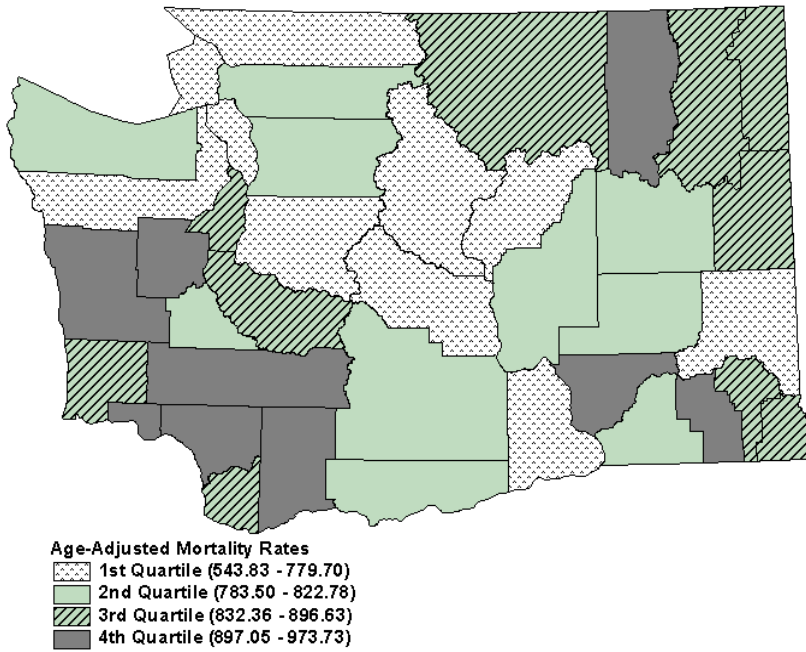 Age-Adjusted Mortality Rates
1st Quartile (543.83 - 779.70)
2nd Quartile (783.50 - 822.78)
3rd Quartile (832.36 - 896.63)
4th Quartile (897.05 - 973.73)